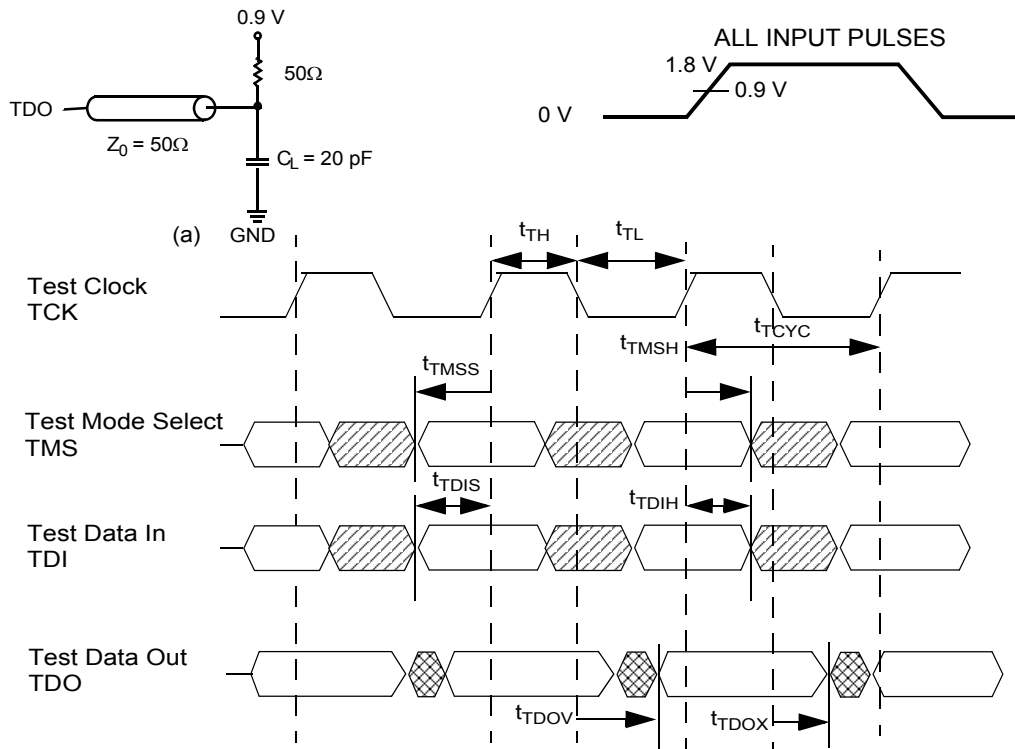 0.9 V
50Ω
TDO
Z0 = 50Ω
CL = 20 pF
(a) GND
ALL INPUT PULSES
1.8 V
0.9 V
0 V
tTH
tTL
Test Clock
TCK
tTCYC
tTMSH
tTMSS
Test Mode Select
TMS
tTDIS
tTDIH
Test Data In
TDI
Test Data Out
TDO
tTDOV
tTDOX